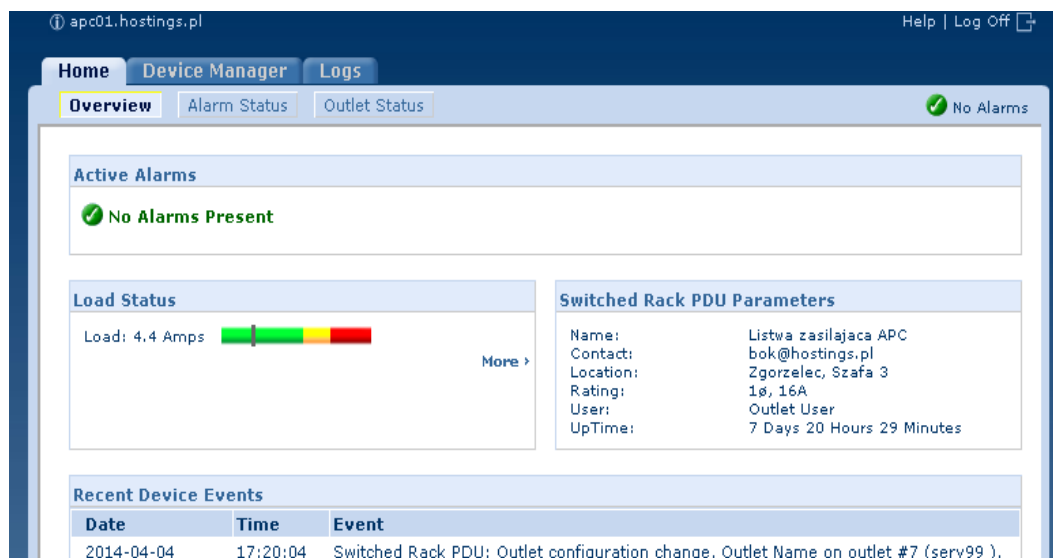 apc01.hostings.pl Help | Log Off
Home Device Manager Logs
Overview Alarm Status Outlet Status No Alarms
Active Alarms
No Alarms Present
Load Status
Load: 4.4 Amps
More ›
Switched Rack PDU Parameters
Name: Listwa zasilajaca APC
Contact: bok@hostings.pl
Location: Zgorzelec, Szafa 3
Rating: 1ø, 16A
User: Outlet User
UpTime: 7 Days 20 Hours 29 Minutes
Recent Device Events
Date Time Event
2014-04-04 17:20:04 Switched Rack PDU: Outlet configuration change. Outlet Name on outlet #7 (serv99 ).